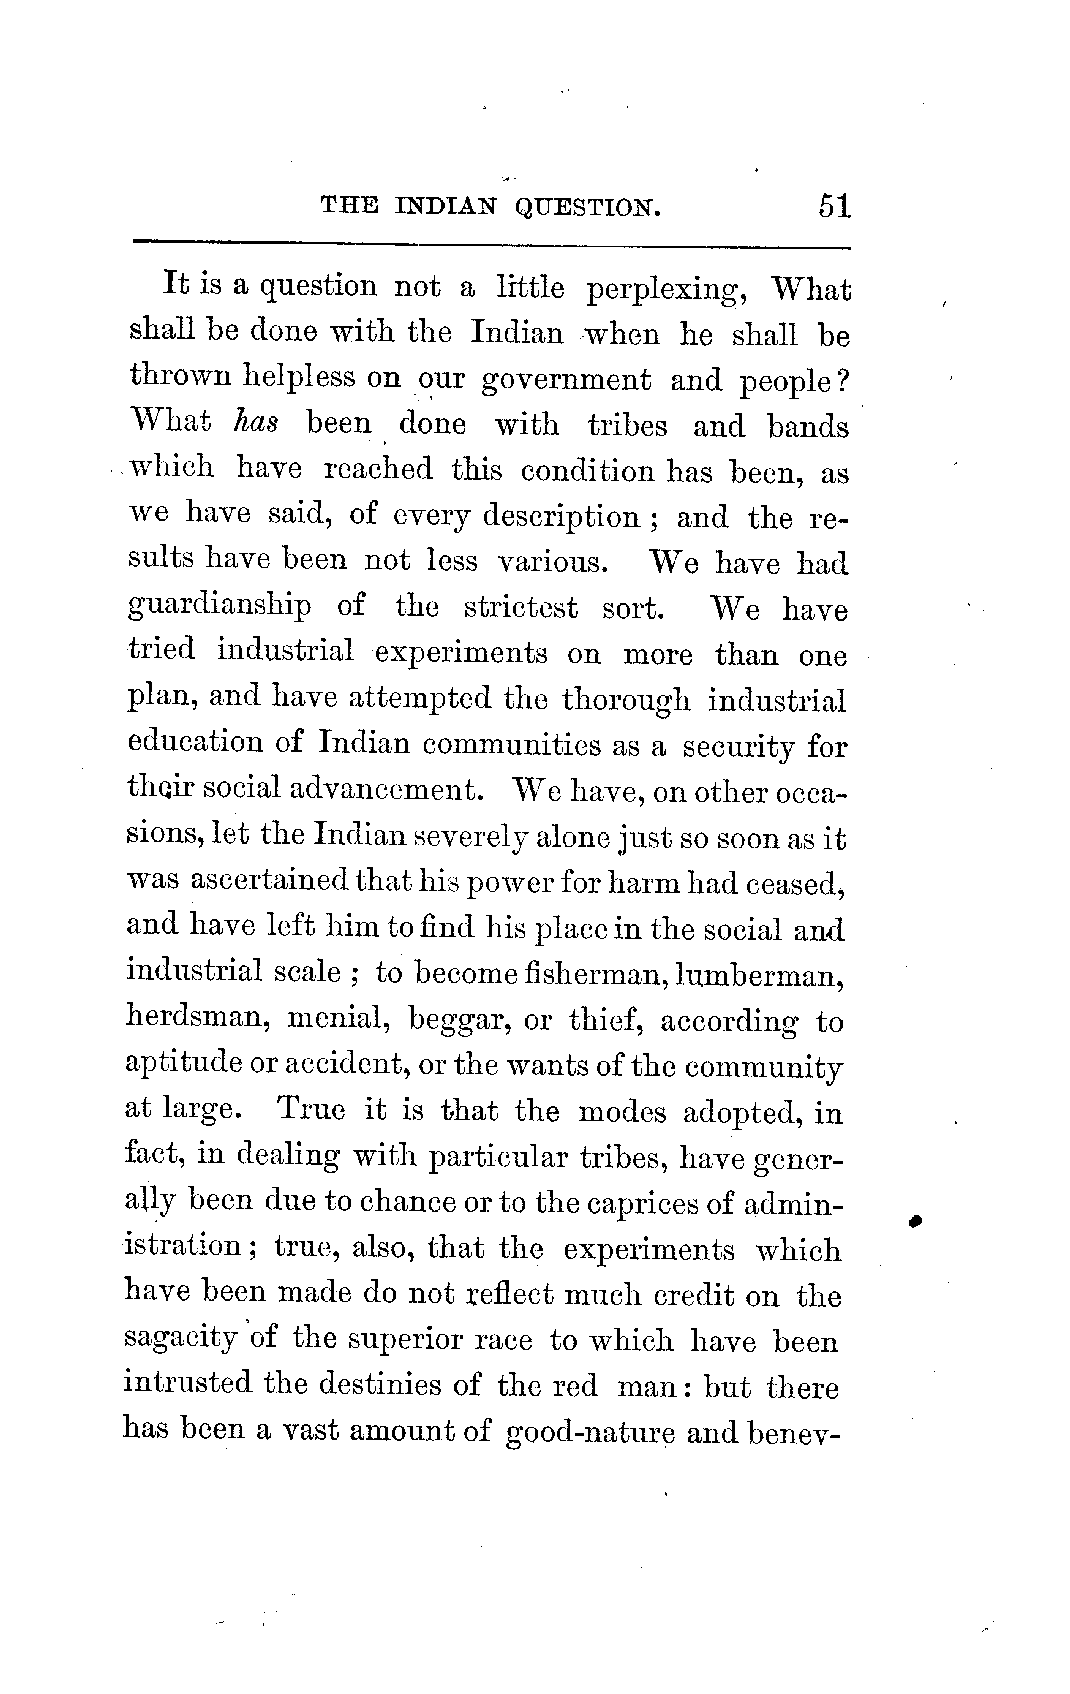 THE INDIAN QUESTION. 51
It is a question not a little perplexing, What
shall be done with the Indian when he shall be
thrown helpless on our government and people?
What has been done with tribes and bands
which have reached this condition has been, as
we have said, of every description; and the re-
sults have been not less various. We have had
guardianship of the strictest sort. We have
tried industrial experiments on more than one
plan, and have attempted the thorough industrial
education of Indian communities as a security for
their social advancement. We have, on other occa-
sions, let the Indian severely alone just so soon as it
was ascertained that his power for harm had ceased,
and have left him to find his place in the social and
industrial scale; to become fisherman, lumberman,
herdsman, menial, beggar, or thief, according to
aptitude or accident, or the wants of the community
at large. True it is that the modes adopted, in
fact, in dealing with particular tribes, have gener-
ally been due to chance or to the caprices of admin-
istration; true, also, that the experiments which
have been made do not reflect much credit on the
sagacity of the superior race to which have been
intrusted the destinies of the red man: but there
has been a vast amount of good-nature and benev-